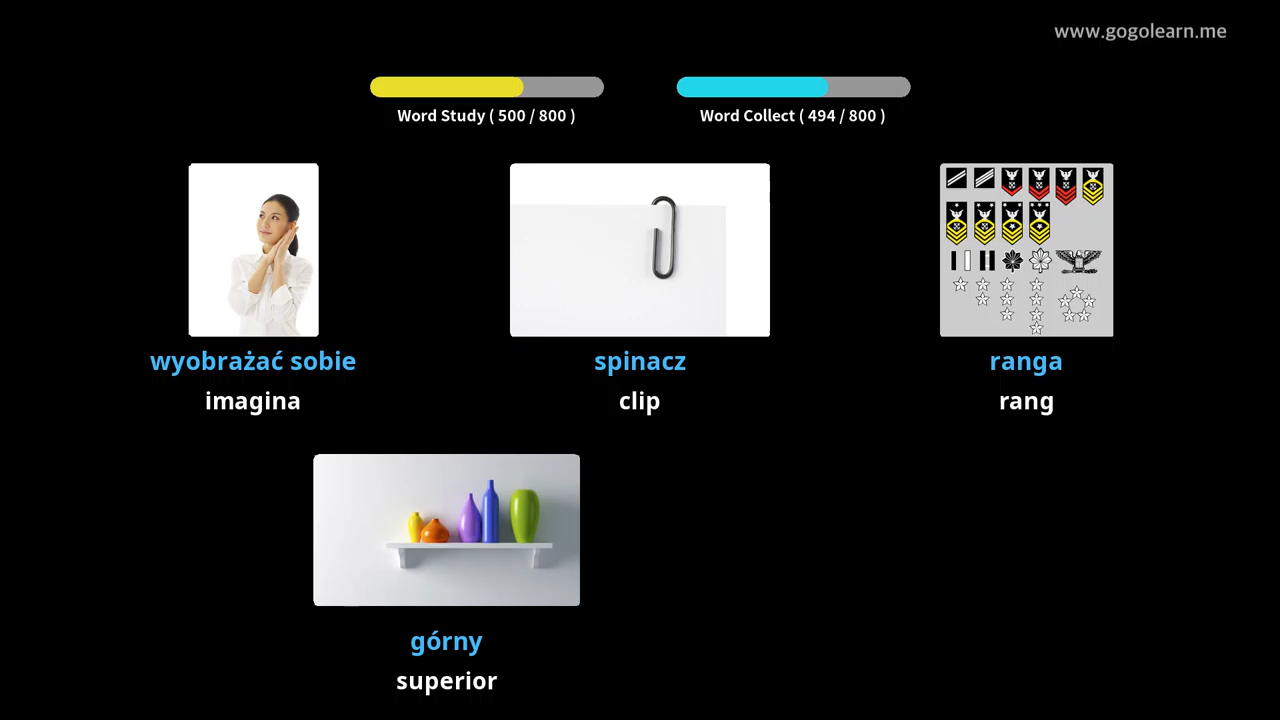 www.gogolearn.me
Word Study ( 500 / 800 )
Word Collect ( 494 / 800 )
wyobrażać sobie
imagina
spinacz
clip
ranga
rang
górny
superior